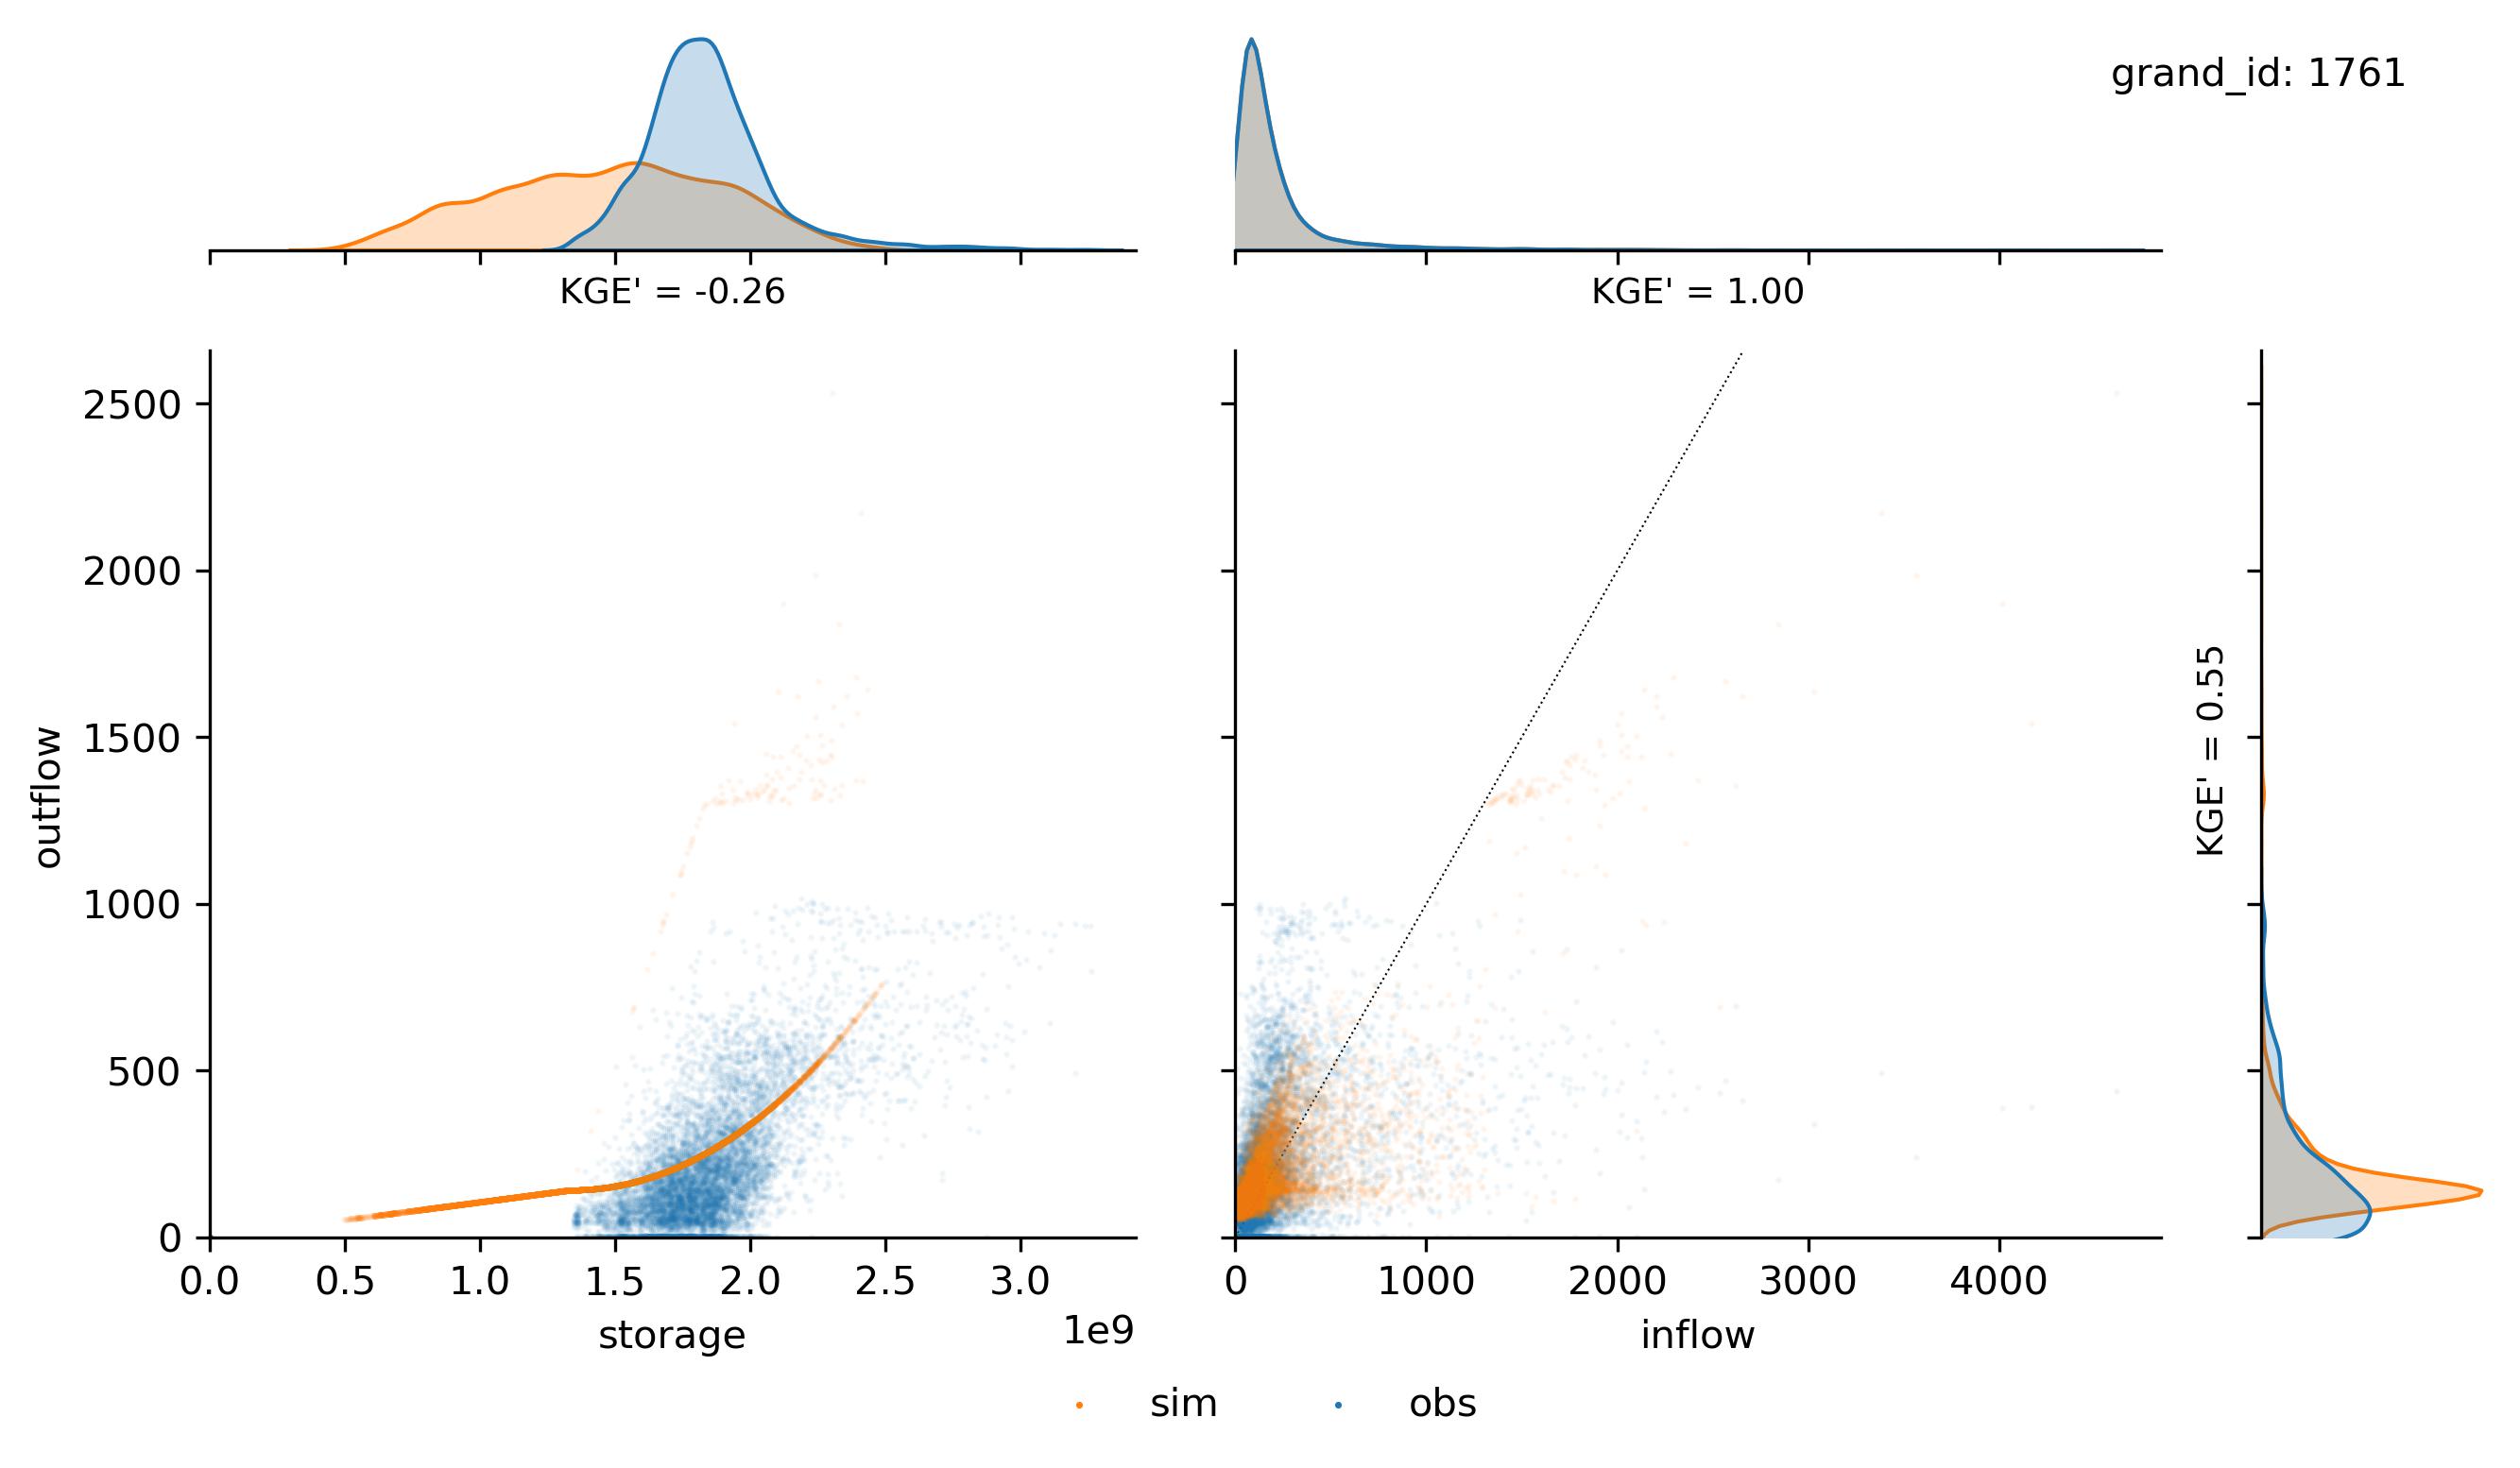 grand_id: 1761
KGE' = -0.26
KGE' = 1.00
2500
2000
1500
1000
500
0
outflow
KGE' = 0.55
0.0 0.5 1.0 1.5 2.0 2.5 3.0
0 1000 2000 3000 4000
storage
1e9
inflow
sim obs